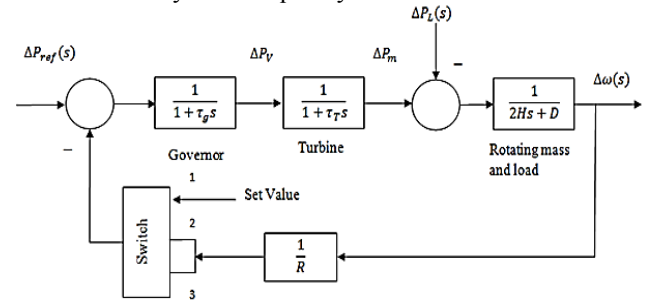 ΔP_L(s)
ΔP_ref(s)
ΔP_V
ΔP_m
Δω(s)
1
1 + τ_g s
1
1 + τ_T s
1
2Hs + D
Governor
Turbine
Rotating mass
and load
1
Set Value
2
Switch
1
R
3